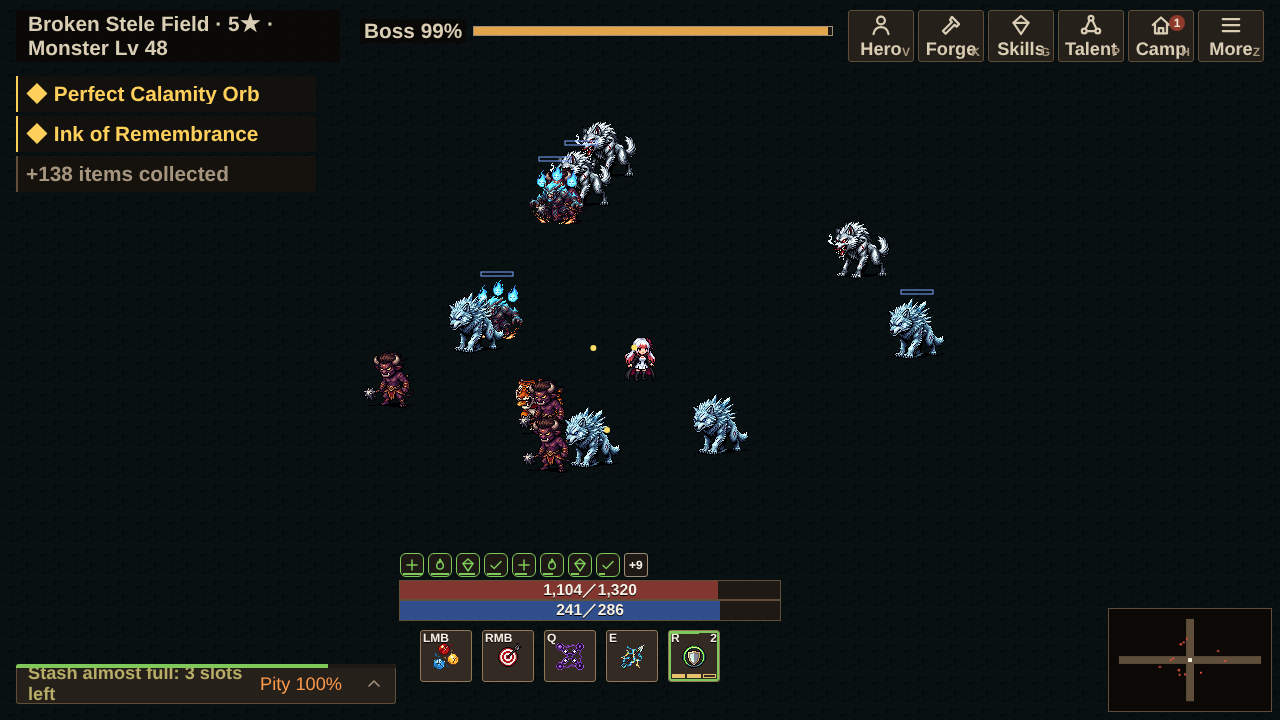 Broken Stele Field · 5★ ·
Monster Lv 48
Boss 99%
Hero V
Forge
Skills G
Talent
Camp H
1
More Z
Perfect Calamity Orb
Ink of Remembrance
+138 items collected
+9
1,104／1,320
241／286
LMB
RMB
Q
E
R 2
Stash almost full: 3 slots
left
Pity 100%